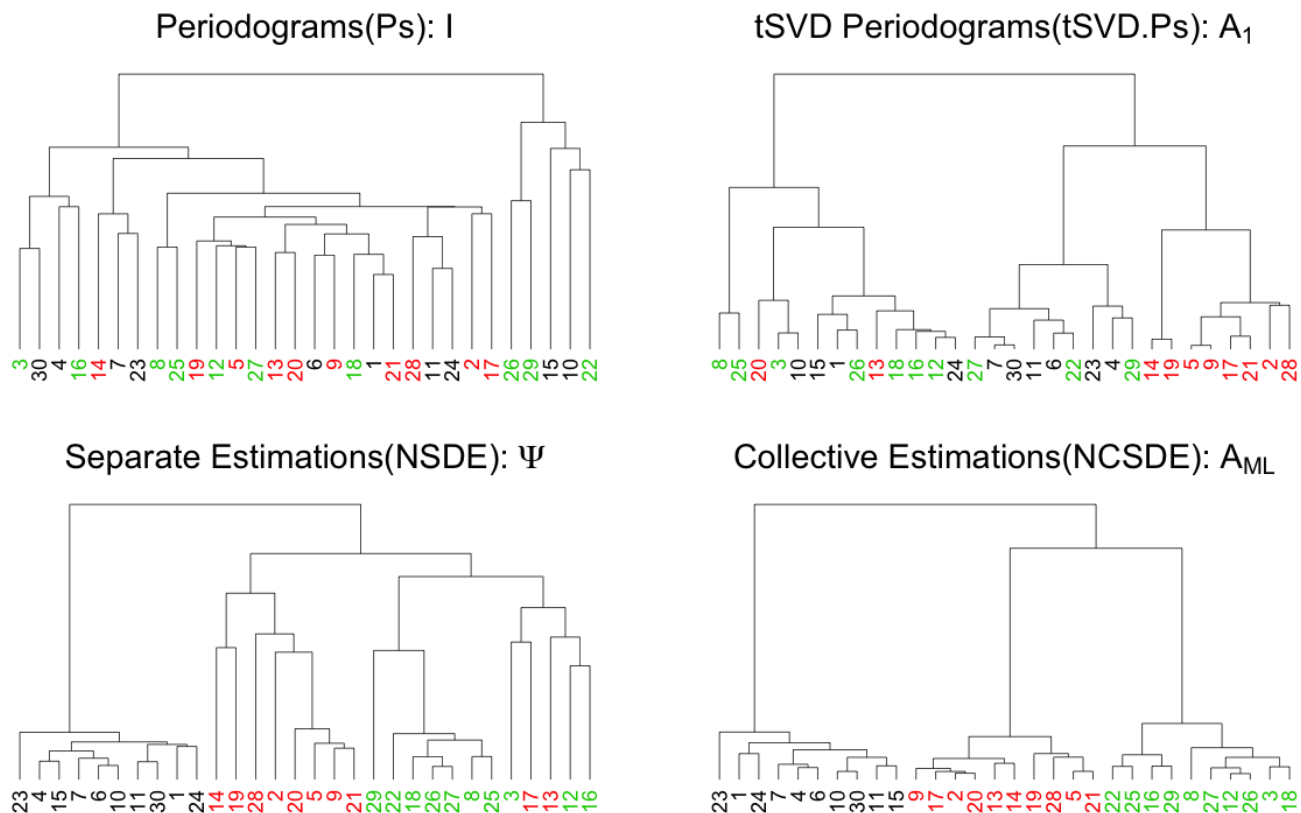 Periodograms(Ps): I
3 30 4 16 14 7 23 8 25 19 12 5 27 13 20 6 9 18 1 21 28 11 24 2 17 26 29 15 10 22
tSVD Periodograms(tSVD.Ps): A₁
8 25 20 3 10 15 1 26 13 18 16 12 24 27 7 30 11 6 22 23 4 29 14 19 5 9 17 21 2 28
Separate Estimations(NSDE): Ψ
23 4 15 7 6 10 11 30 1 24 14 19 28 2 20 5 9 21 29 22 18 26 27 8 25 3 17 13 12 16
Collective Estimations(NCSDE): A_ML
23 1 24 7 4 6 10 30 11 15 9 17 2 20 13 14 19 28 5 21 22 25 16 29 8 27 12 26 3 18